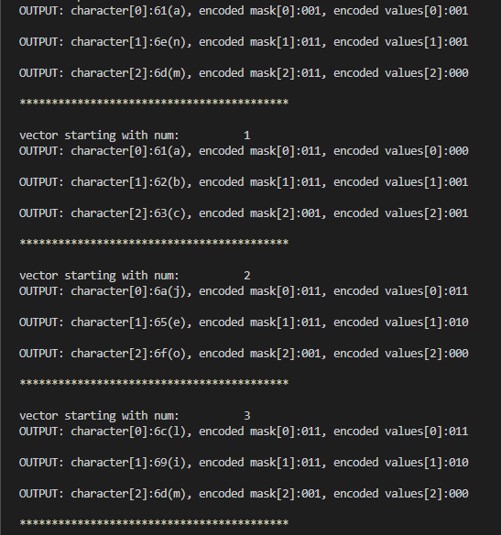 OUTPUT: character[0]:61(a), encoded mask[0]:001, encoded values[0]:001
OUTPUT: character[1]:6e(n), encoded mask[1]:011, encoded values[1]:001
OUTPUT: character[2]:6d(m), encoded mask[2]:011, encoded values[2]:000
******************************************
vector starting with num:          1
OUTPUT: character[0]:61(a), encoded mask[0]:011, encoded values[0]:000
OUTPUT: character[1]:62(b), encoded mask[1]:011, encoded values[1]:001
OUTPUT: character[2]:63(c), encoded mask[2]:001, encoded values[2]:001
******************************************
vector starting with num:          2
OUTPUT: character[0]:6a(j), encoded mask[0]:011, encoded values[0]:011
OUTPUT: character[1]:65(e), encoded mask[1]:011, encoded values[1]:010
OUTPUT: character[2]:6f(o), encoded mask[2]:001, encoded values[2]:000
******************************************
vector starting with num:          3
OUTPUT: character[0]:6c(l), encoded mask[0]:011, encoded values[0]:011
OUTPUT: character[1]:69(i), encoded mask[1]:011, encoded values[1]:010
OUTPUT: character[2]:6d(m), encoded mask[2]:001, encoded values[2]:000
******************************************